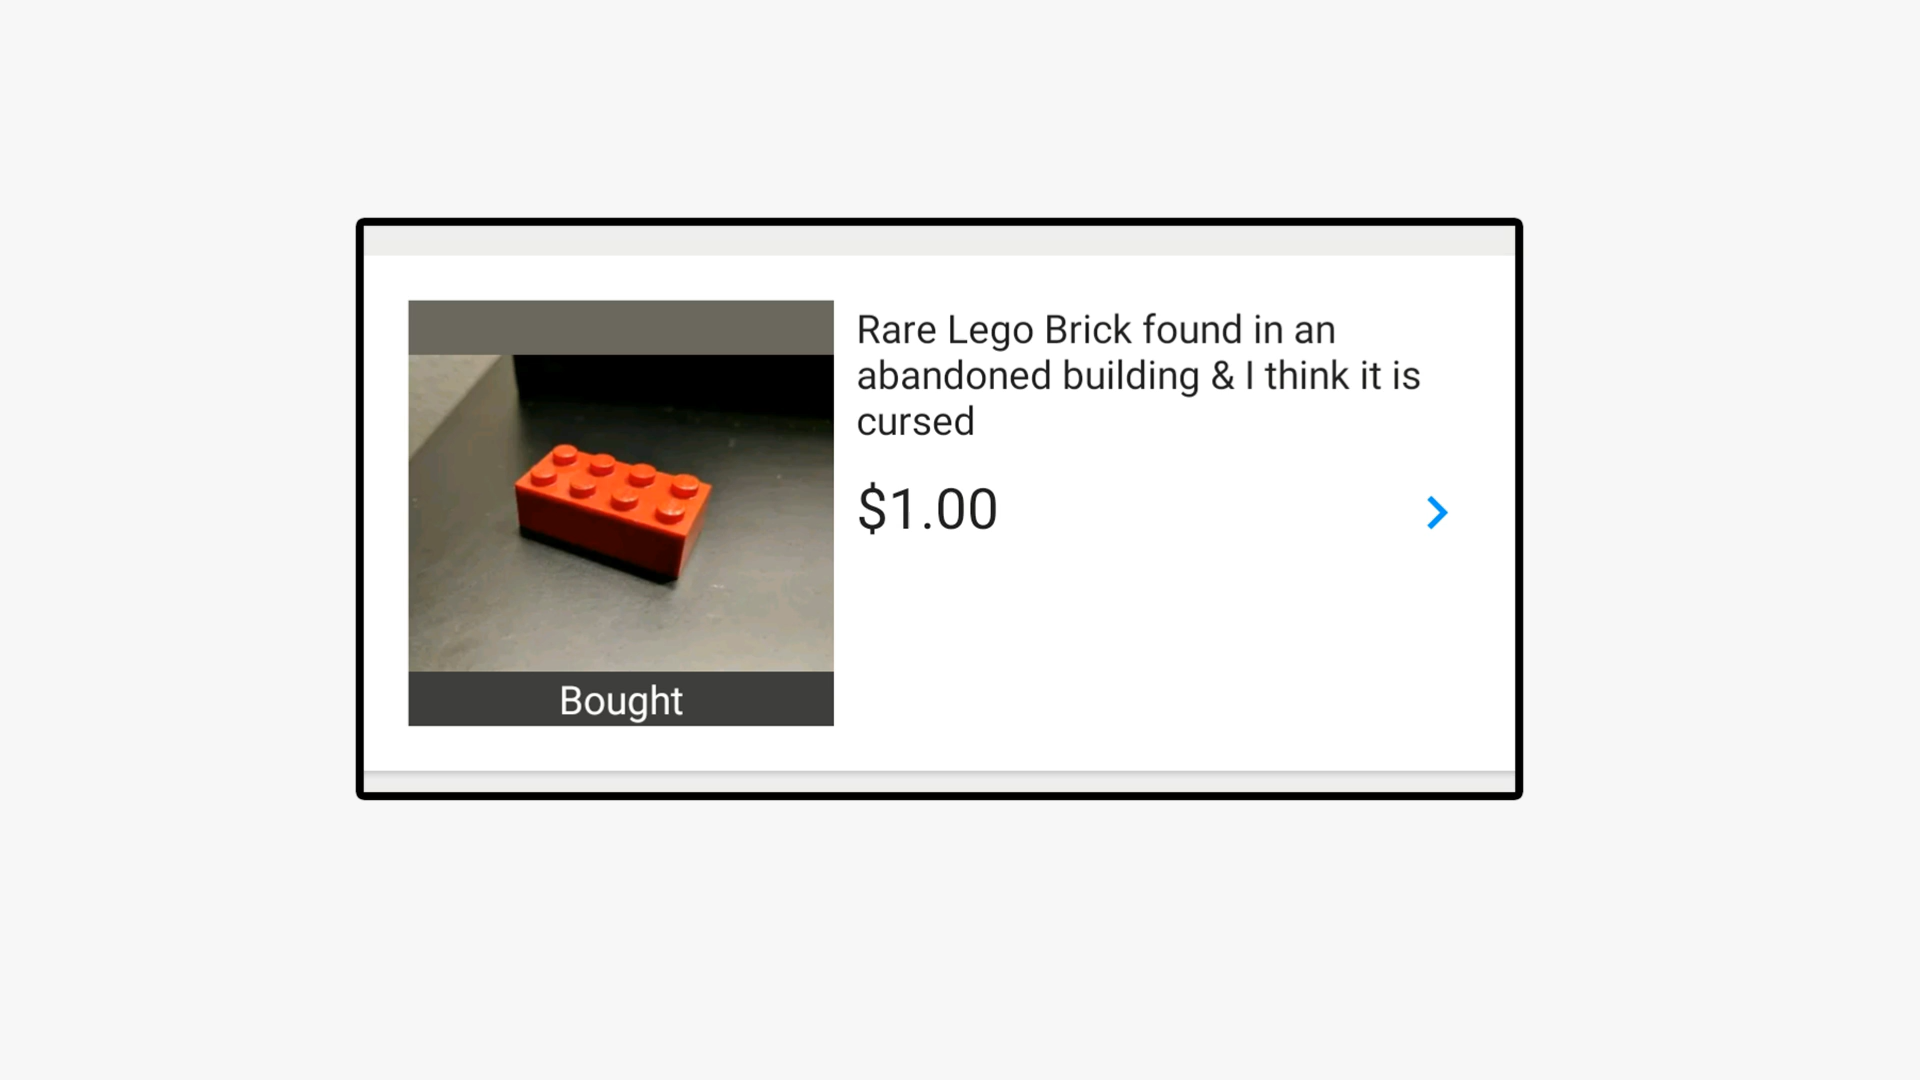 Rare Lego Brick found in an
abandoned building & I think it is
cursed
$1.00
Bought